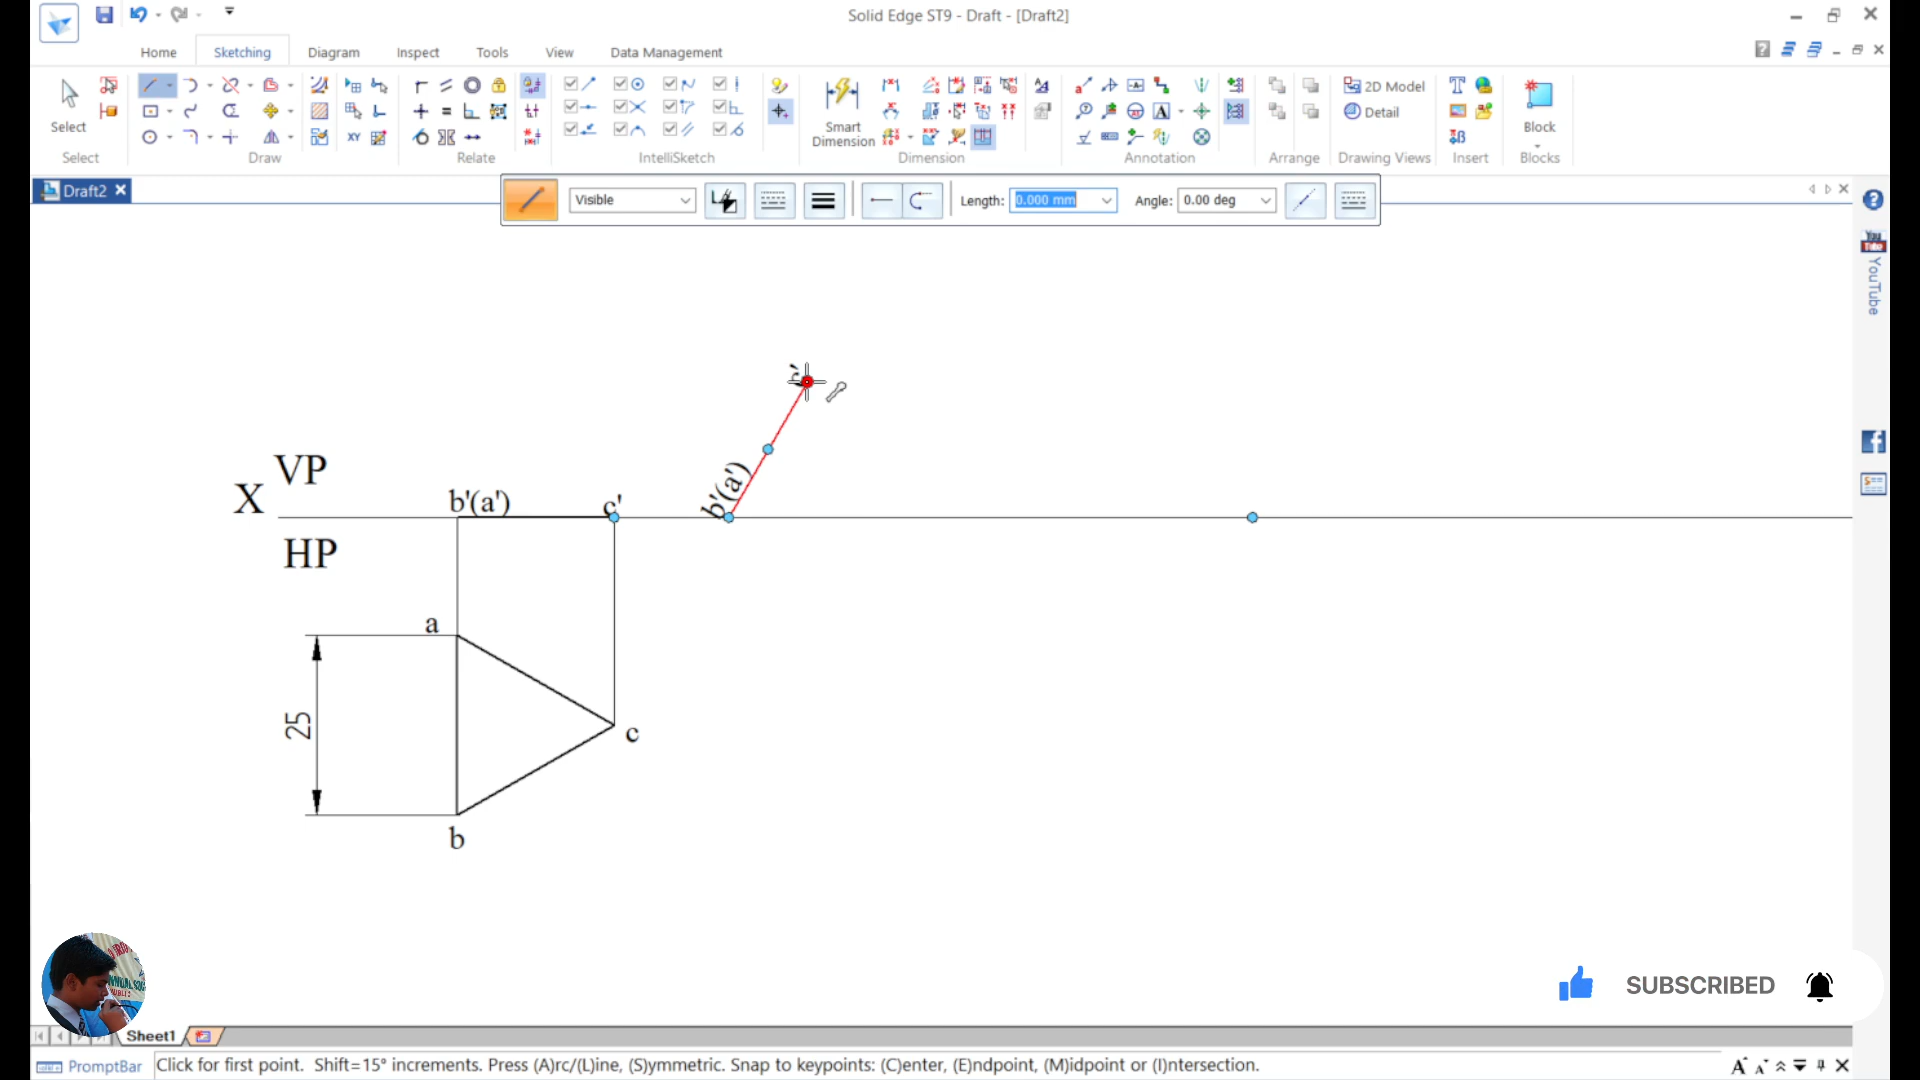 Solid Edge ST9 - Draft - [Draft2]
Home Sketching Diagram Inspect Tools View Data Management
Select
Smart Dimension
2D Model
Detail
Block
Select Draw Relate IntelliSketch Dimension Annotation Arrange Drawing Views Insert Blocks
Draft2
Visible
Length: 0.000 mm
Angle: 0.00 deg
You
YouTube
c'
VP
X
b'(a')
c'
b'(a')
HP
a
25
c
b
SUBSCRIBED
Sheet1
PromptBar
Click for first point. Shift=15° increments. Press (A)rc/(L)ine, (S)ymmetric. Snap to keypoints: (C)enter, (E)ndpoint, (M)idpoint or (I)ntersection.